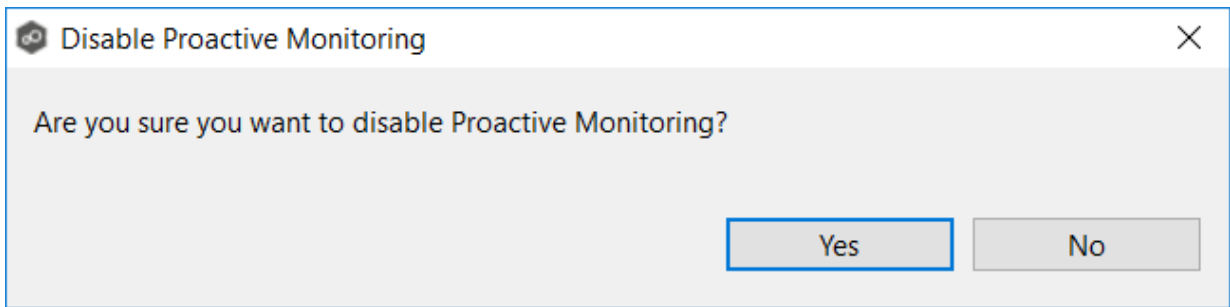 Disable Proactive Monitoring
Are you sure you want to disable Proactive Monitoring?
Yes No